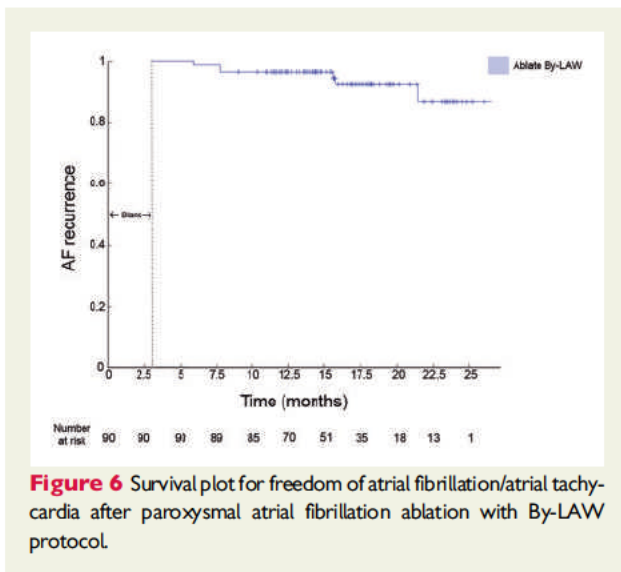 Ablate By-LAW
1
0.8
0.6
0.4
0.2
0
AF recurrence
0 2.5 5 7.5 10 12.5 15 17.5 20 22.5 25
Time (months)
Number
at risk 90 90 90 89 85 70 51 35 18 13 1
Figure 6 Survival plot for freedom of atrial fibrillation/atrial tachy-
cardia after paroxysmal atrial fibrillation ablation with By-LAW
protocol.